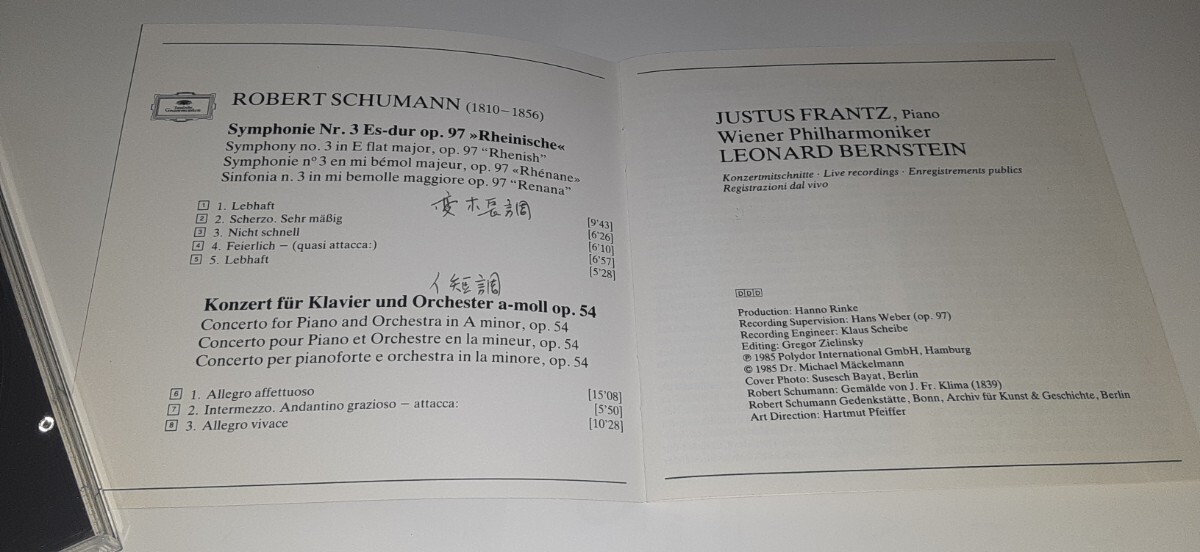 Deutsche
Grammophon
ROBERT SCHUMANN (1810–1856)
Symphonie Nr. 3 Es-dur op. 97 »Rheinische«
Symphony no. 3 in E flat major, op. 97 “Rhenish”
Symphonie n° 3 en mi bémol majeur, op. 97 «Rhénane»
Sinfonia n. 3 in mi bemolle maggiore op. 97 "Renana"
変ホ長調
1 1. Lebhaft [9'43]
2 2. Scherzo. Sehr mäßig [6'26]
3 3. Nicht schnell [6'10]
4 4. Feierlich – (quasi attacca:) [6'57]
5 5. Lebhaft [5'28]
イ短調
Konzert für Klavier und Orchester a-moll op. 54
Concerto for Piano and Orchestra in A minor, op. 54
Concerto pour Piano et Orchestre en la mineur, op. 54
Concerto per pianoforte e orchestra in la minore, op. 54
6 1. Allegro affettuoso [15'08]
7 2. Intermezzo. Andantino grazioso – attacca: [5'50]
8 3. Allegro vivace [10'28]
JUSTUS FRANTZ, Piano
Wiener Philharmoniker
LEONARD BERNSTEIN
Konzertmitschnitte · Live recordings · Enregistrements publics
Registrazioni dal vivo
DDD
Production: Hanno Rinke
Recording Supervision: Hans Weber (op. 97)
Recording Engineer: Klaus Scheibe
Editing: Gregor Zielinsky
℗ 1985 Polydor International GmbH, Hamburg
© 1985 Dr. Michael Mäckelmann
Cover Photo: Susesch Bayat, Berlin
Robert Schumann: Gemälde von J. Fr. Klima (1839)
Robert Schumann Gedenkstätte, Bonn, Archiv für Kunst & Geschichte, Berlin
Art Direction: Hartmut Pfeiffer